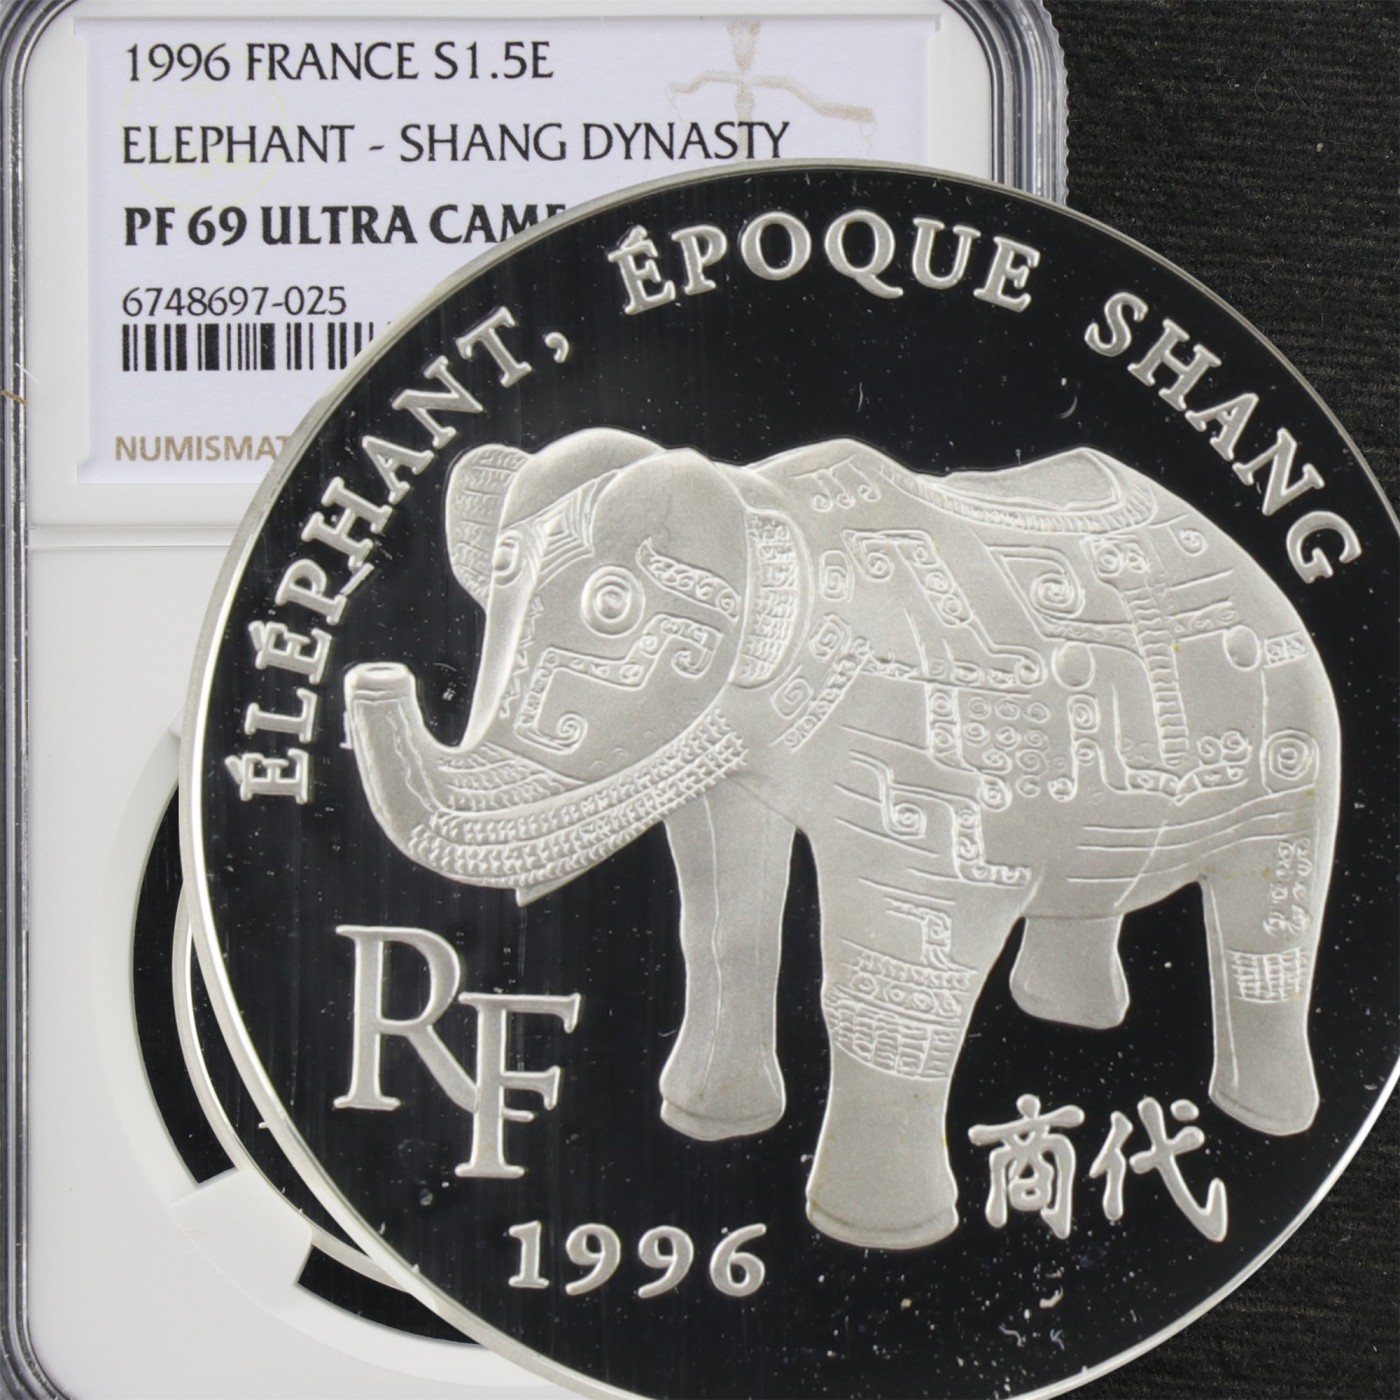 1996 FRANCE S1.5E
ELEPHANT - SHANG DYNASTY
PF 69 ULTRA CAME
6748697-025
NUMISMAT
ÉLÉPHANT, ÉPOQUE SHANG
RF
商代
1996